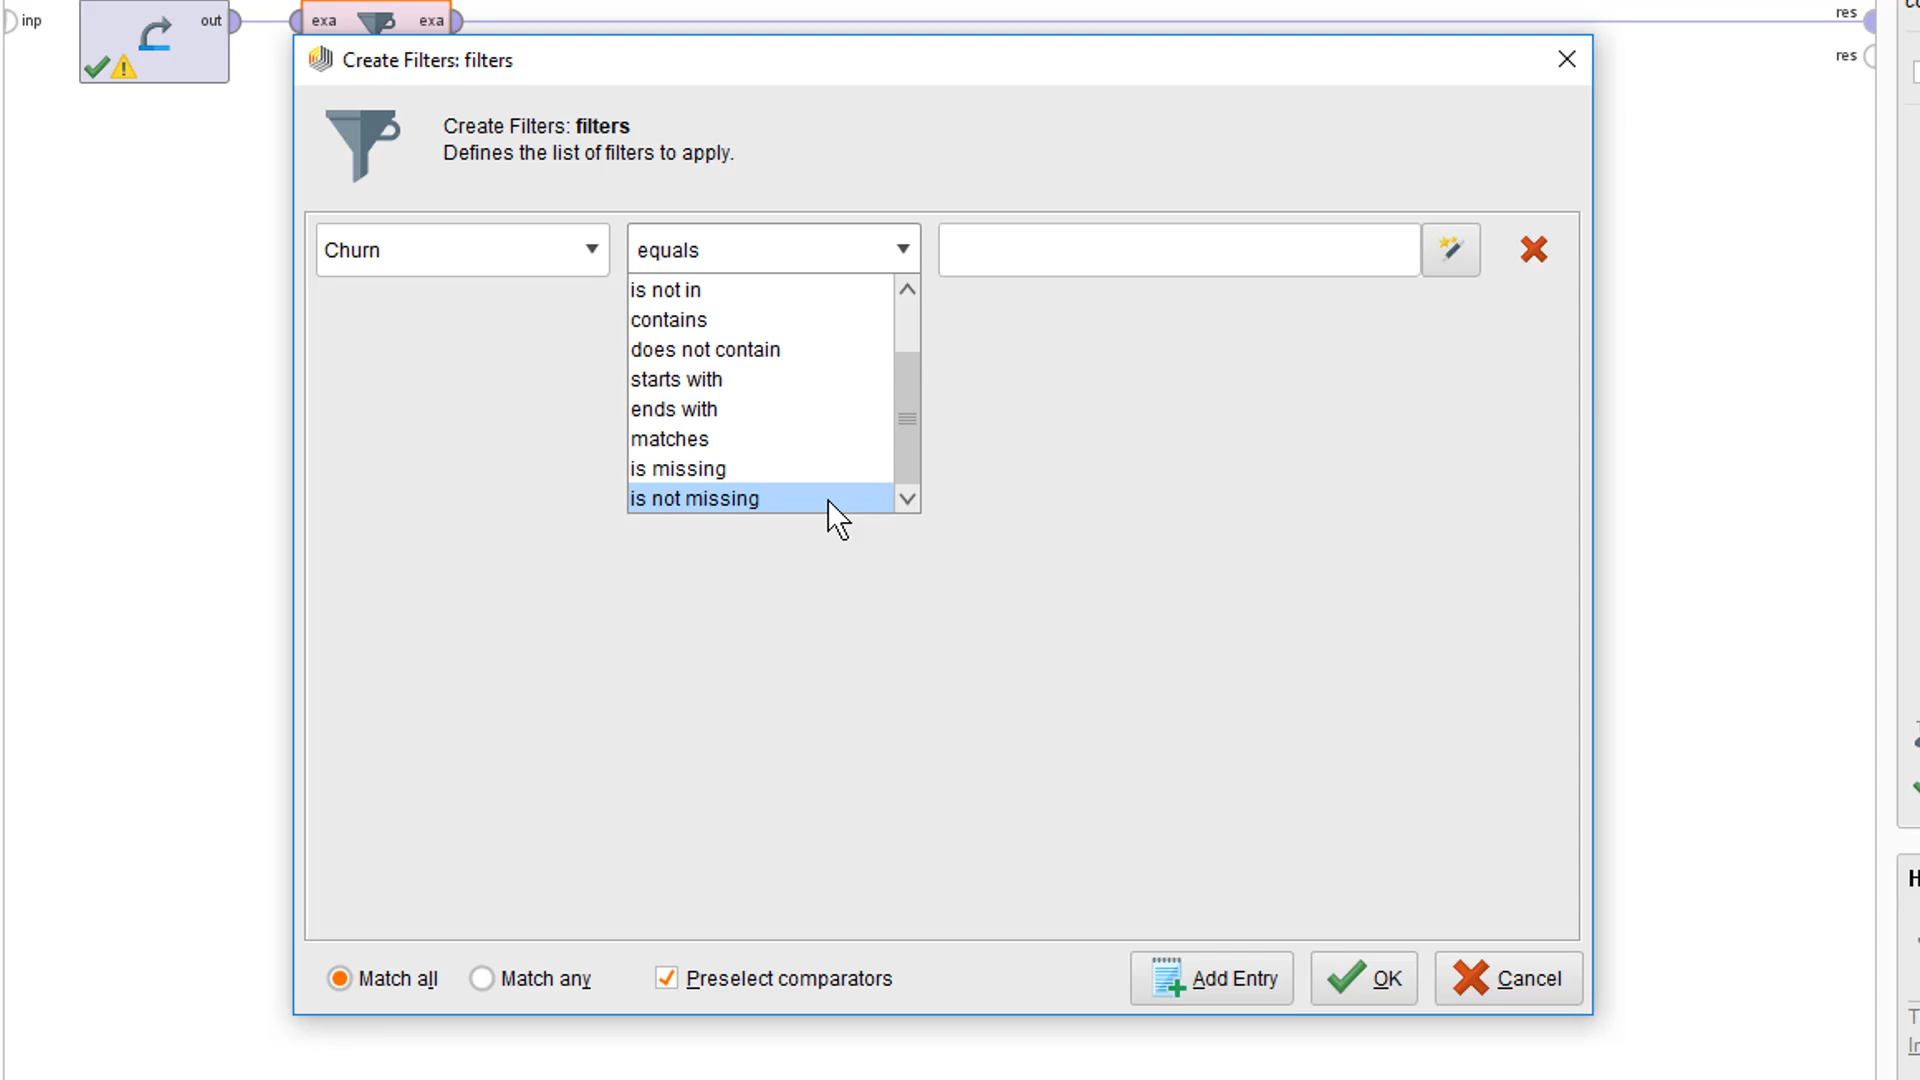 inp
out
exa
exa
res
res
Create Filters: filters
Create Filters: filters
Defines the list of filters to apply.
Churn
equals
is not in
contains
does not contain
starts with
ends with
matches
is missing
is not missing
Match all
Match any
Preselect comparators
Add Entry
OK
Cancel